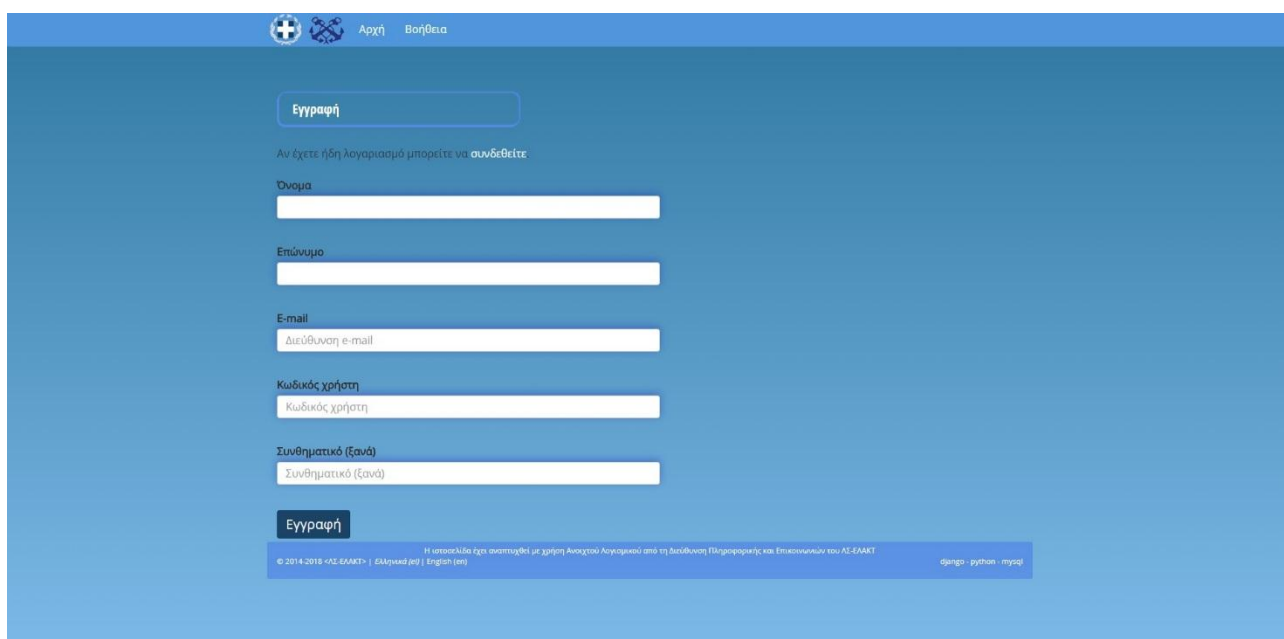 Αρχή Βοήθεια
Εγγραφή
Αν έχετε ήδη λογαριασμό μπορείτε να συνδεθείτε.
Όνομα
Επώνυμο
E-mail
Διεύθυνση e-mail
Κωδικός χρήστη
Κωδικός χρήστη
Συνθηματικό (ξανά)
Συνθηματικό (ξανά)
Εγγραφή
Η ιστοσελίδα έχει αναπτυχθεί με χρήση Ανοιχτού Λογισμικού από τη Διεύθυνση Πληροφορικής και Επικοινωνιών του ΛΣ-ΕΛΑΚΤ
© 2014-2018 <ΛΣ-ΕΛΑΚΤ> | Ελληνικά (el) | English (en) django - python - mysql